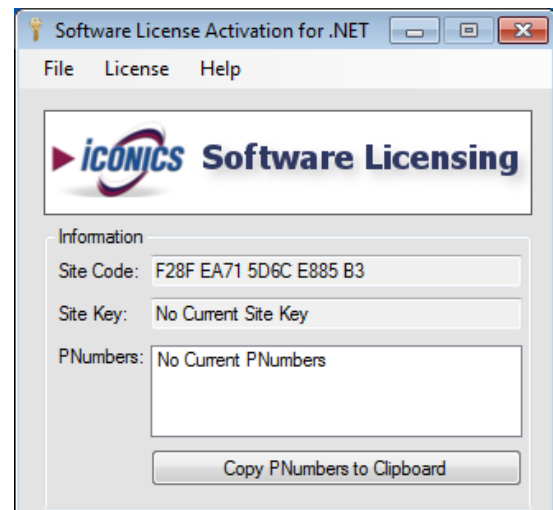 Software License Activation for .NET
File License Help
ICONICS Software Licensing
Information
Site Code: F28F EA71 5D6C E885 B3
Site Key: No Current Site Key
PNumbers: No Current PNumbers
Copy PNumbers to Clipboard